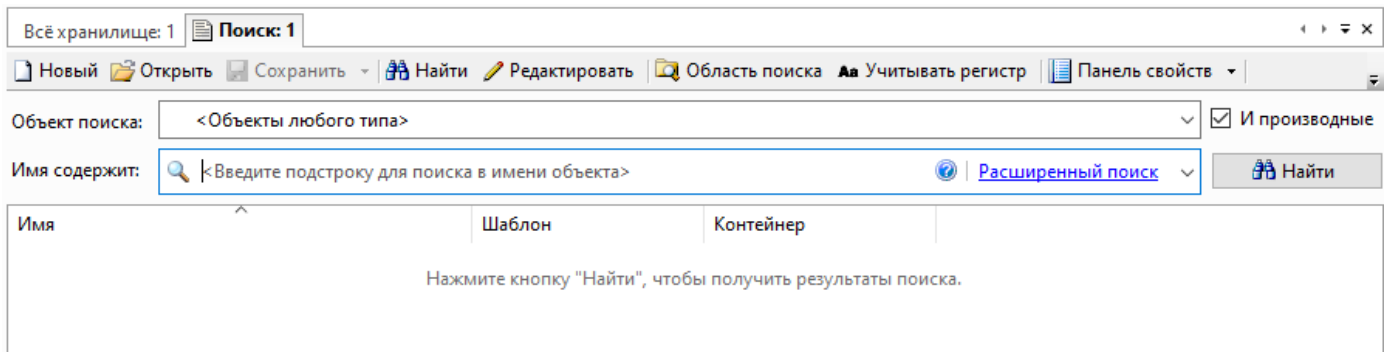 Всё хранилище: 1 Поиск: 1
Новый Открыть Сохранить Найти Редактировать Область поиска Aa Учитывать регистр Панель свойств
Объект поиска: <Объекты любого типа> И производные
Имя содержит: <Введите подстроку для поиска в имени объекта> Расширенный поиск Найти
Имя Шаблон Контейнер
Нажмите кнопку "Найти", чтобы получить результаты поиска.